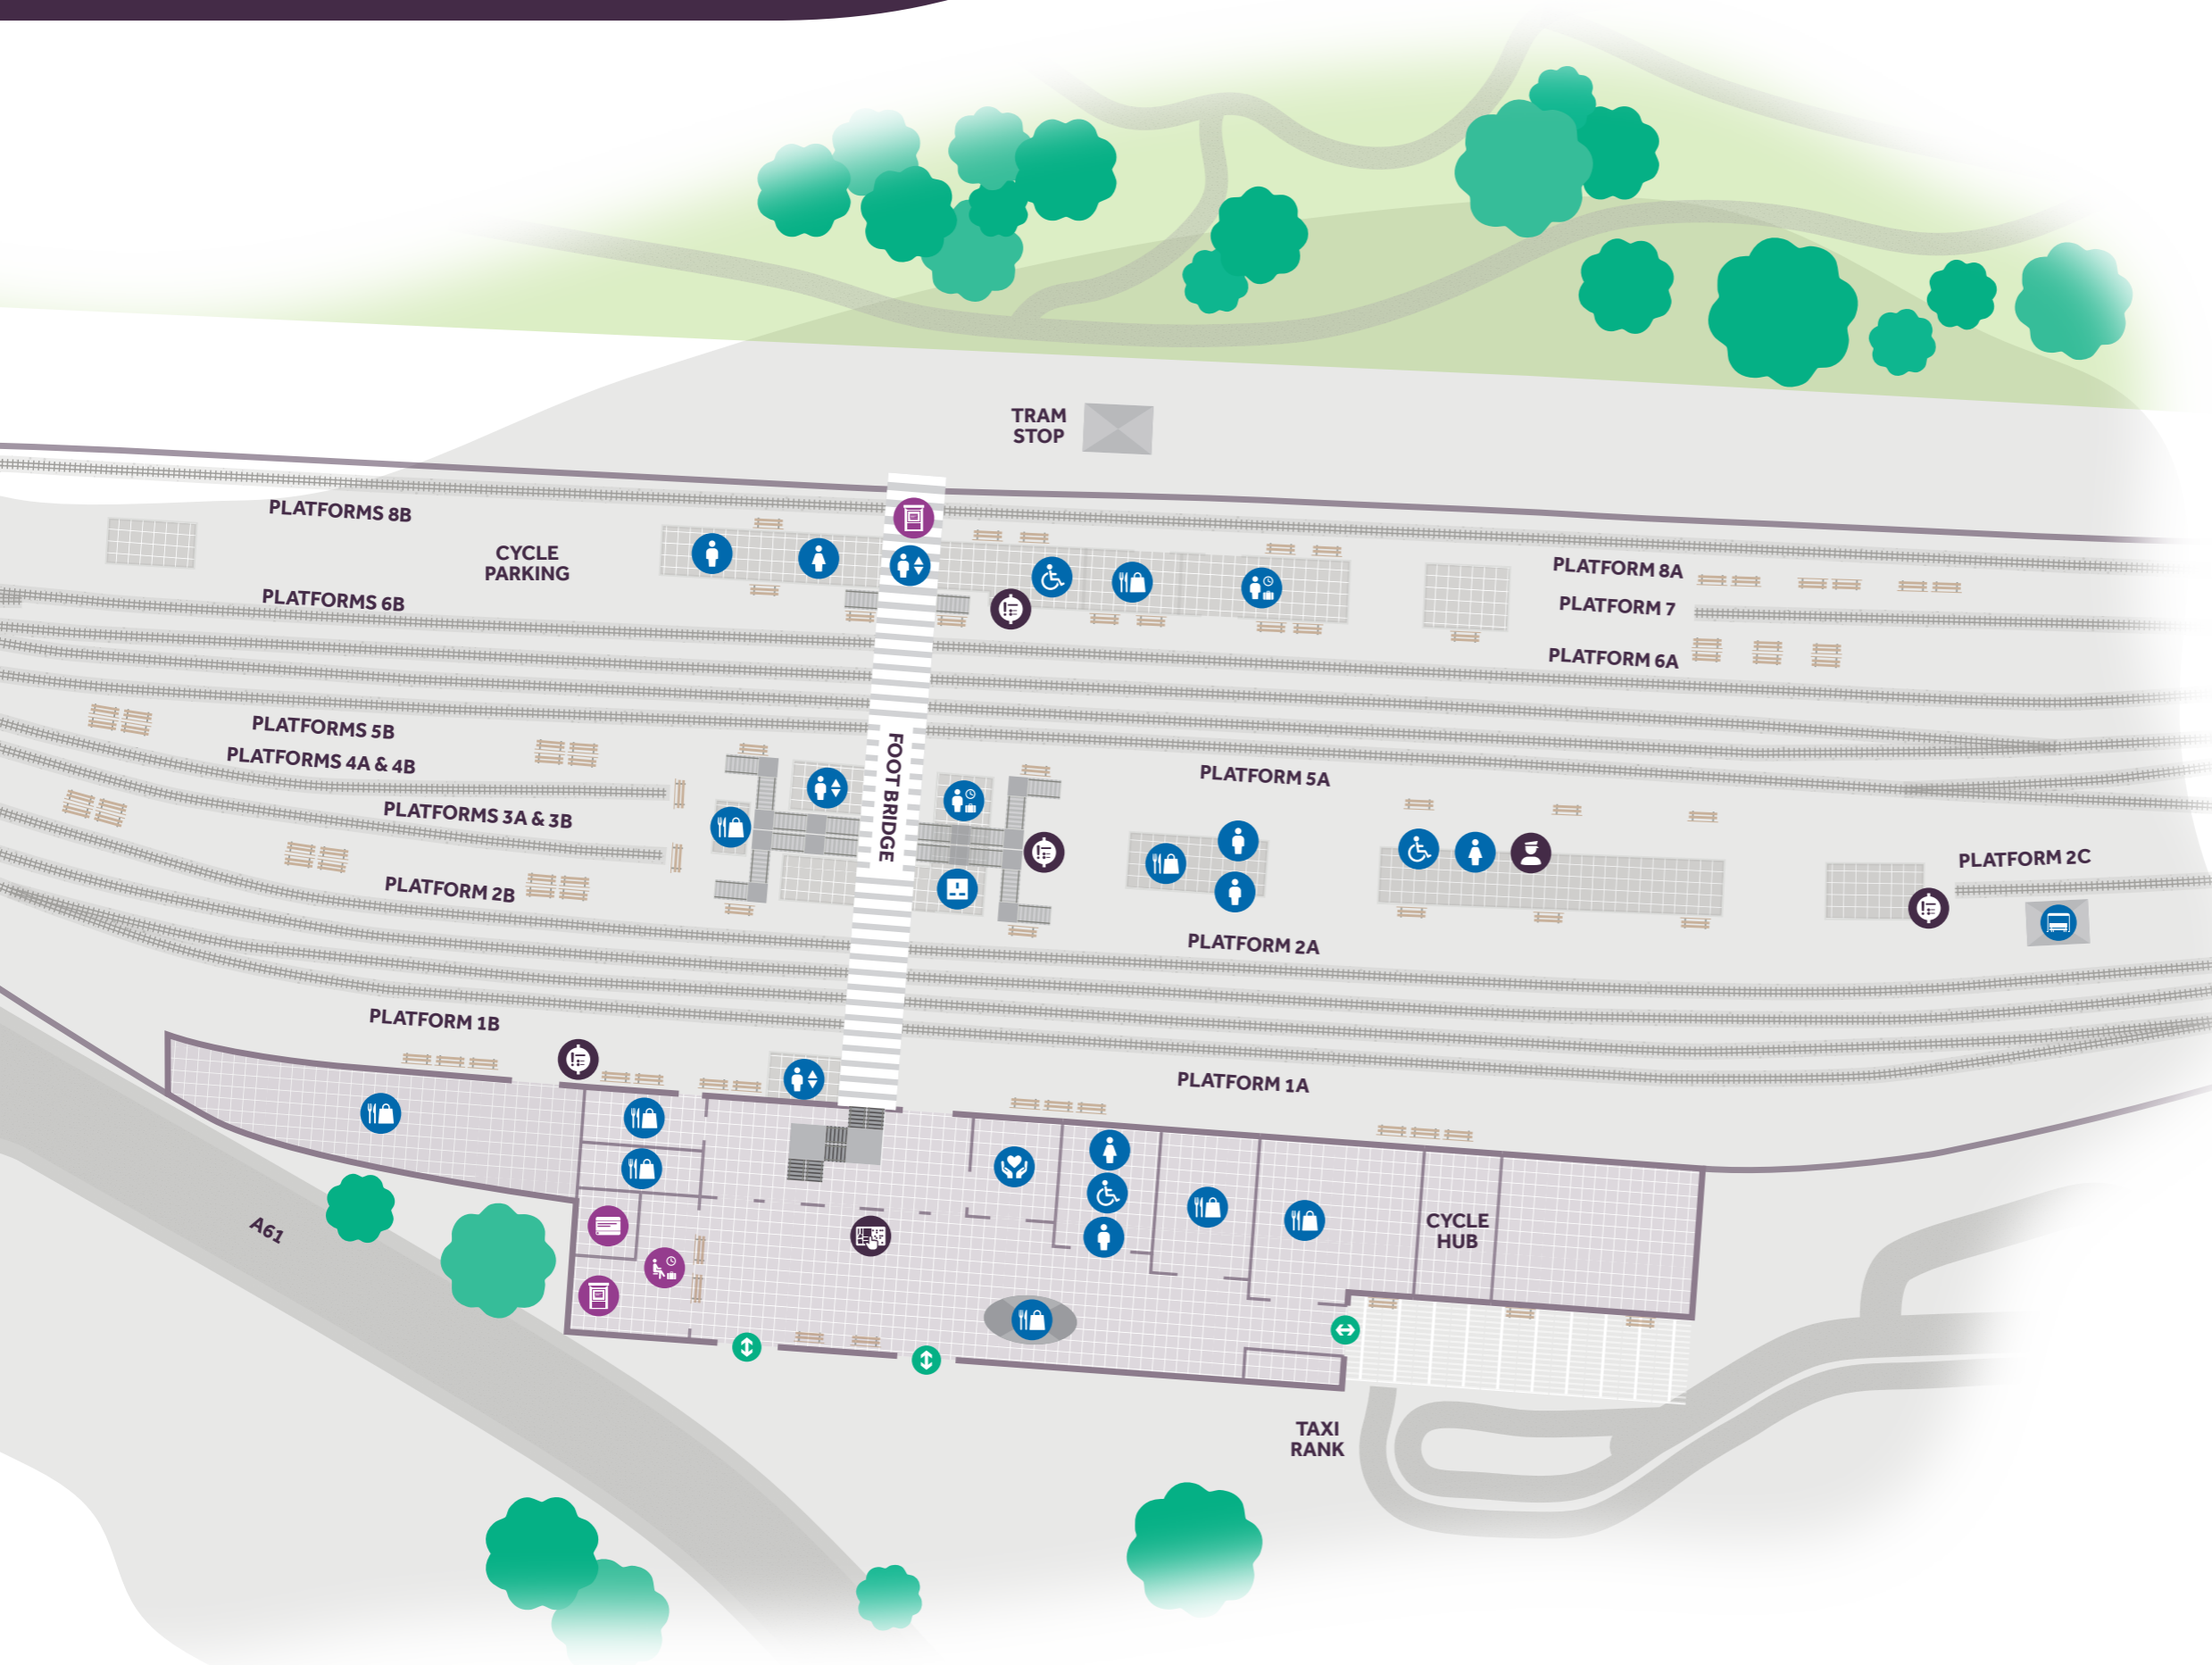 TRAM
STOP
PLATFORMS 8B
CYCLE
PARKING
PLATFORM 8A
PLATFORMS 6B
PLATFORM 7
PLATFORM 6A
PLATFORMS 5B
PLATFORMS 4A & 4B
FOOT BRIDGE
PLATFORM 5A
PLATFORMS 3A & 3B
PLATFORM 2C
PLATFORM 2B
PLATFORM 2A
PLATFORM 1B
PLATFORM 1A
A61
CYCLE
HUB
TAXI
RANK